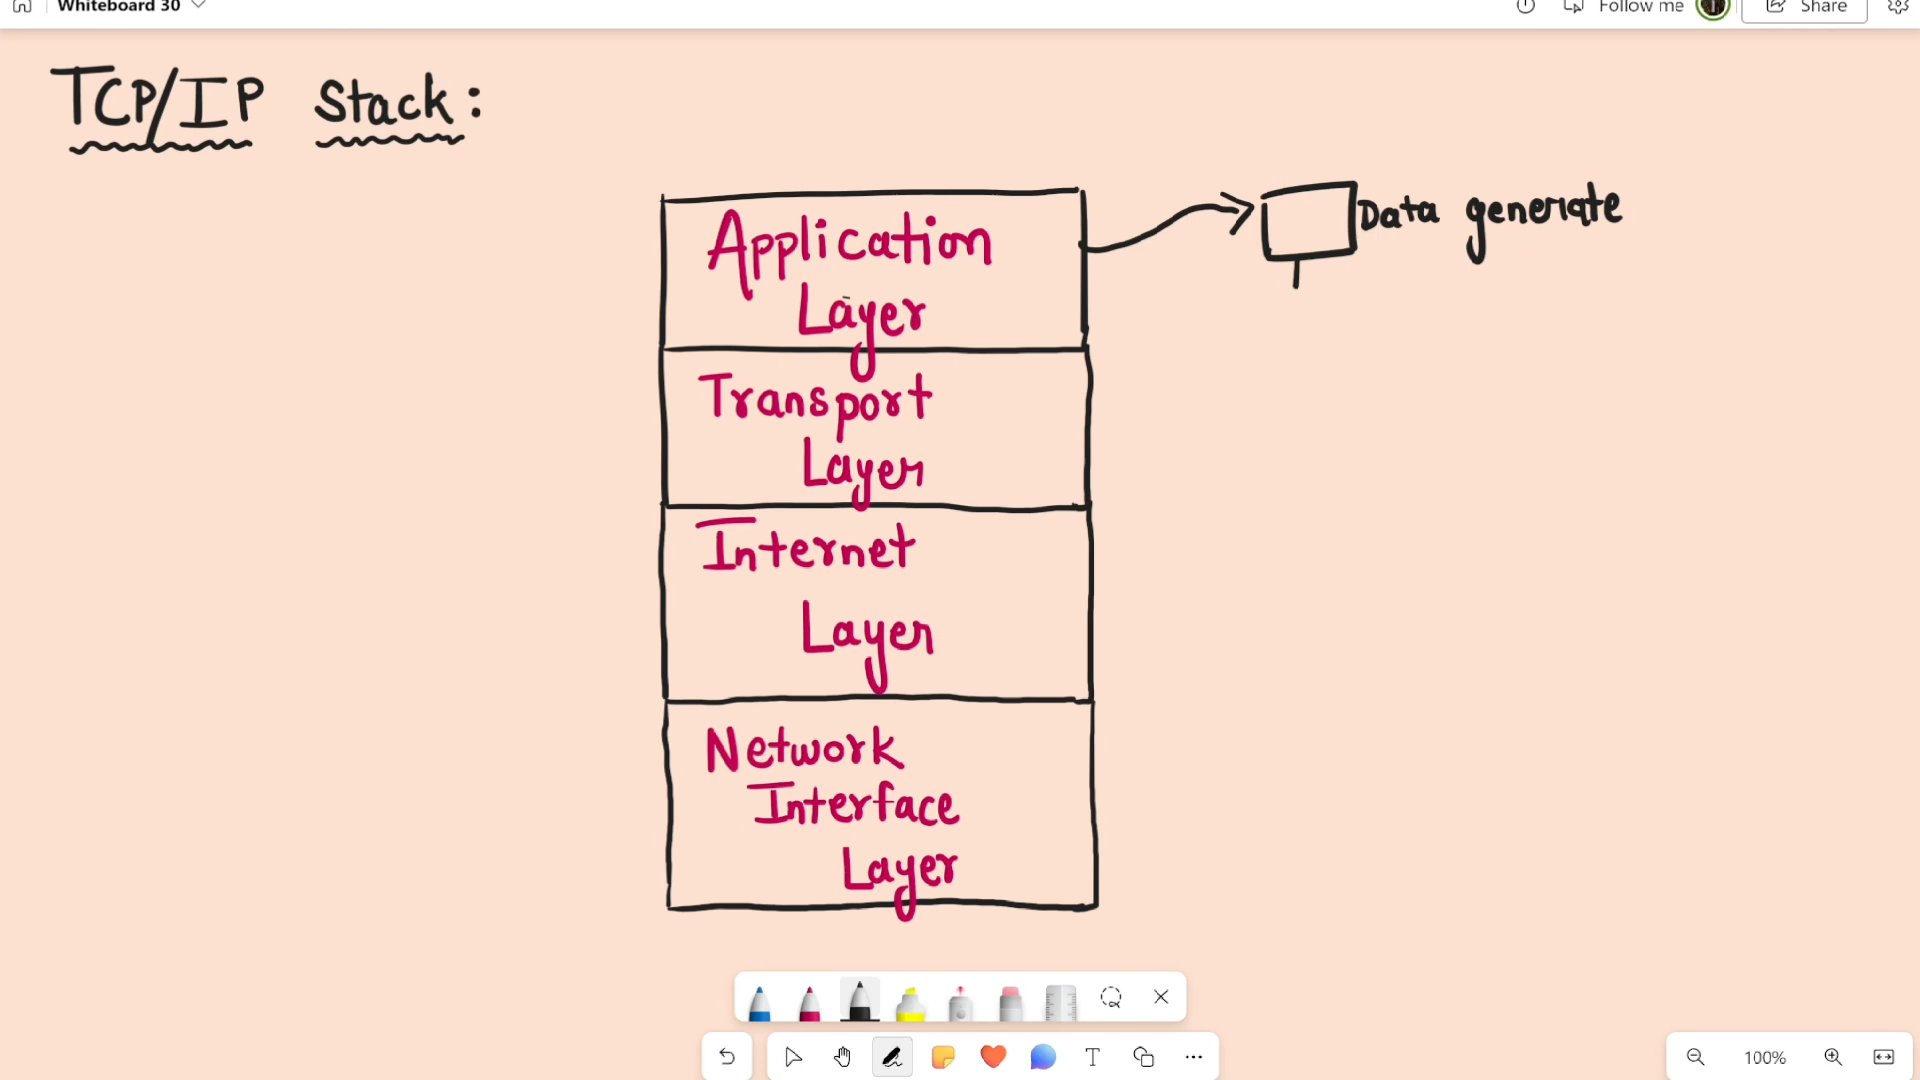 Whiteboard 30
Follow me
Share
TCP/IP Stack:
Application
Layer
Data generate
Transport
Layer
Internet
Layer
Network
Interface
Layer
T
100%